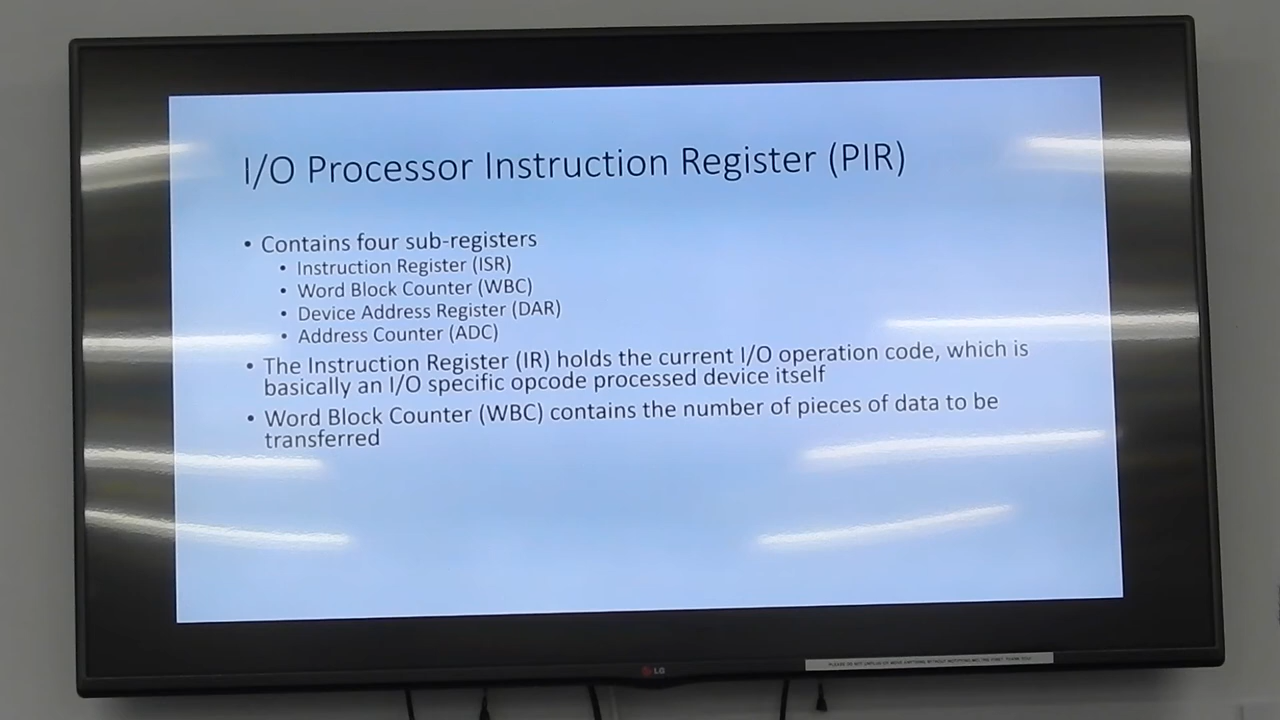 I/O Processor Instruction Register (PIR)
• Contains four sub-registers
• Instruction Register (ISR)
• Word Block Counter (WBC)
• Device Address Register (DAR)
• Address Counter (ADC)
• The Instruction Register (IR) holds the current I/O operation code, which is
basically an I/O specific opcode processed device itself
• Word Block Counter (WBC) contains the number of pieces of data to be
transferred
LG